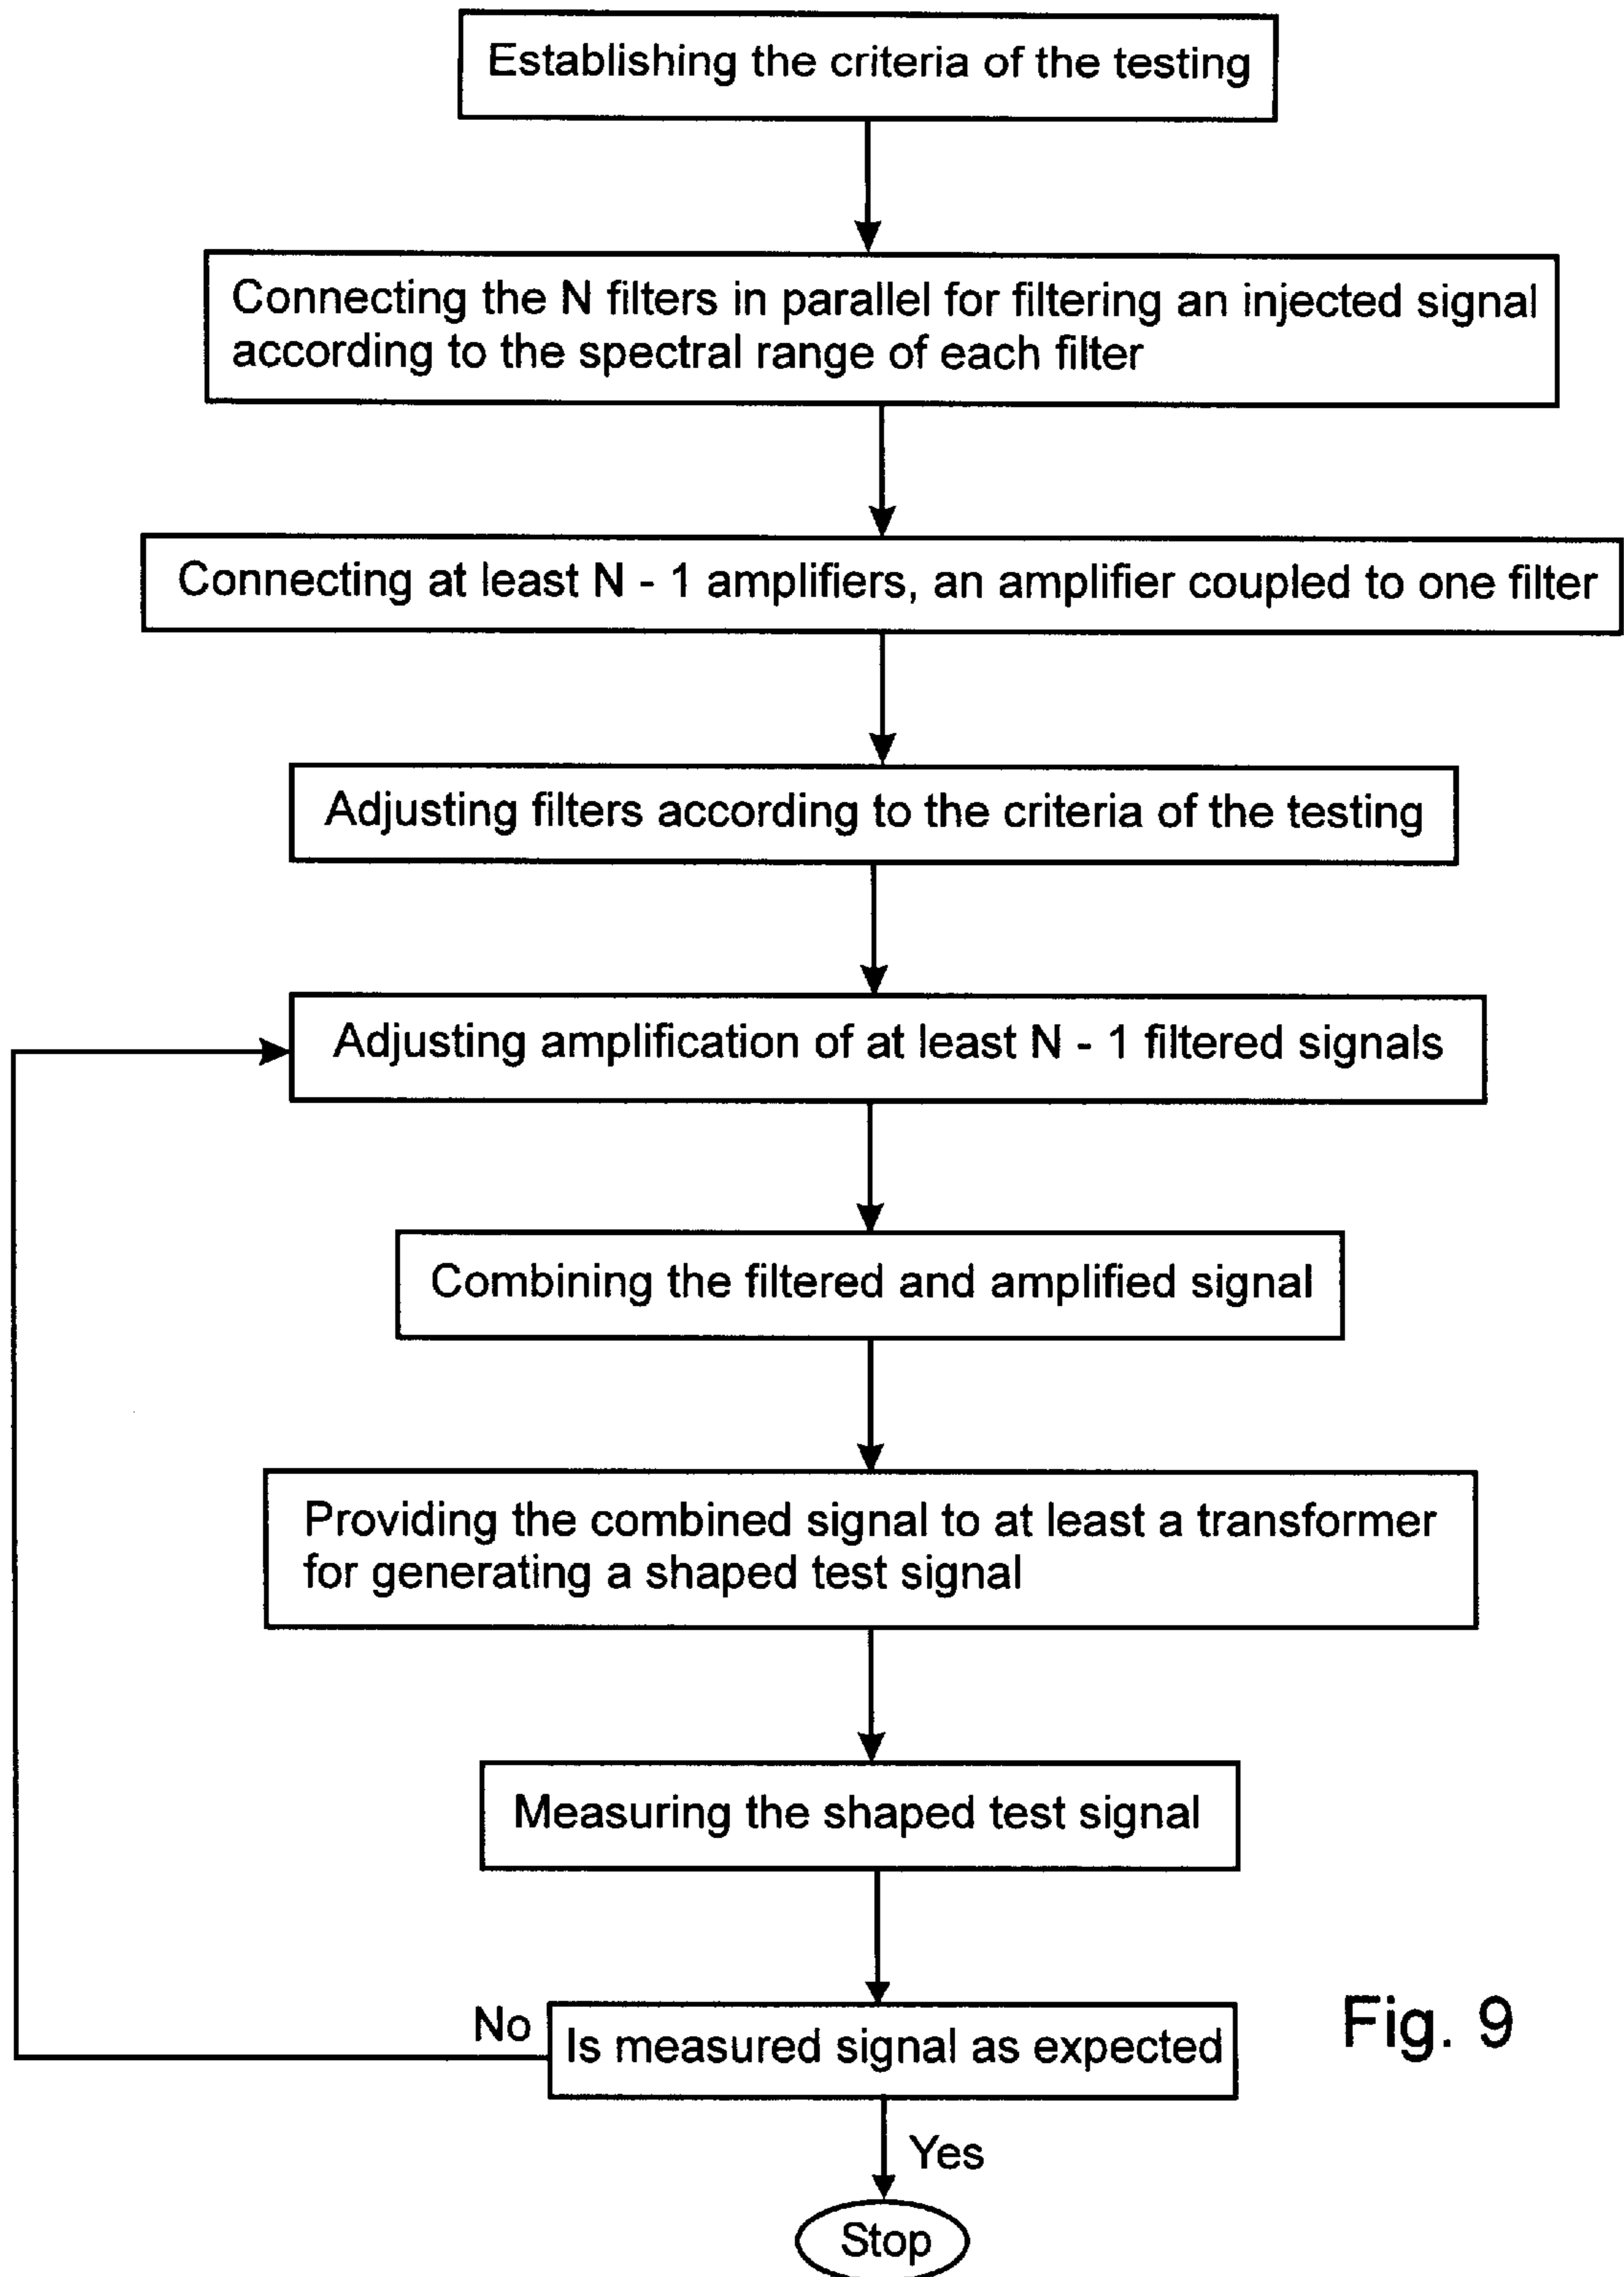 Establishing the criteria of the testing
Connecting the N filters in parallel for filtering an injected signal
according to the spectral range of each filter
Connecting at least N - 1 amplifiers, an amplifier coupled to one filter
Adjusting filters according to the criteria of the testing
Adjusting amplification of at least N - 1 filtered signals
Combining the filtered and amplified signal
Providing the combined signal to at least a transformer
for generating a shaped test signal
Measuring the shaped test signal
No
Is measured signal as expected
Fig. 9
Yes
Stop